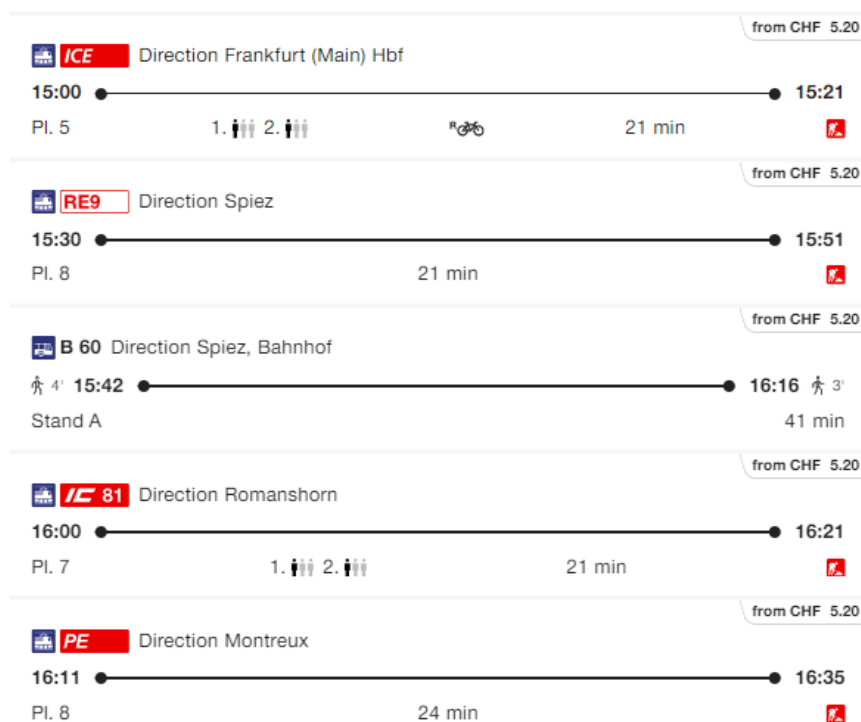 from CHF 5.20
ICE Direction Frankfurt (Main) Hbf
15:00 15:21
Pl. 5 1. 2. R 21 min
from CHF 5.20
RE9 Direction Spiez
15:30 15:51
Pl. 8 21 min
from CHF 5.20
B 60 Direction Spiez, Bahnhof
4' 15:42 16:16 3'
Stand A 41 min
from CHF 5.20
IC 81 Direction Romanshorn
16:00 16:21
Pl. 7 1. 2. 21 min
from CHF 5.20
PE Direction Montreux
16:11 16:35
Pl. 8 24 min